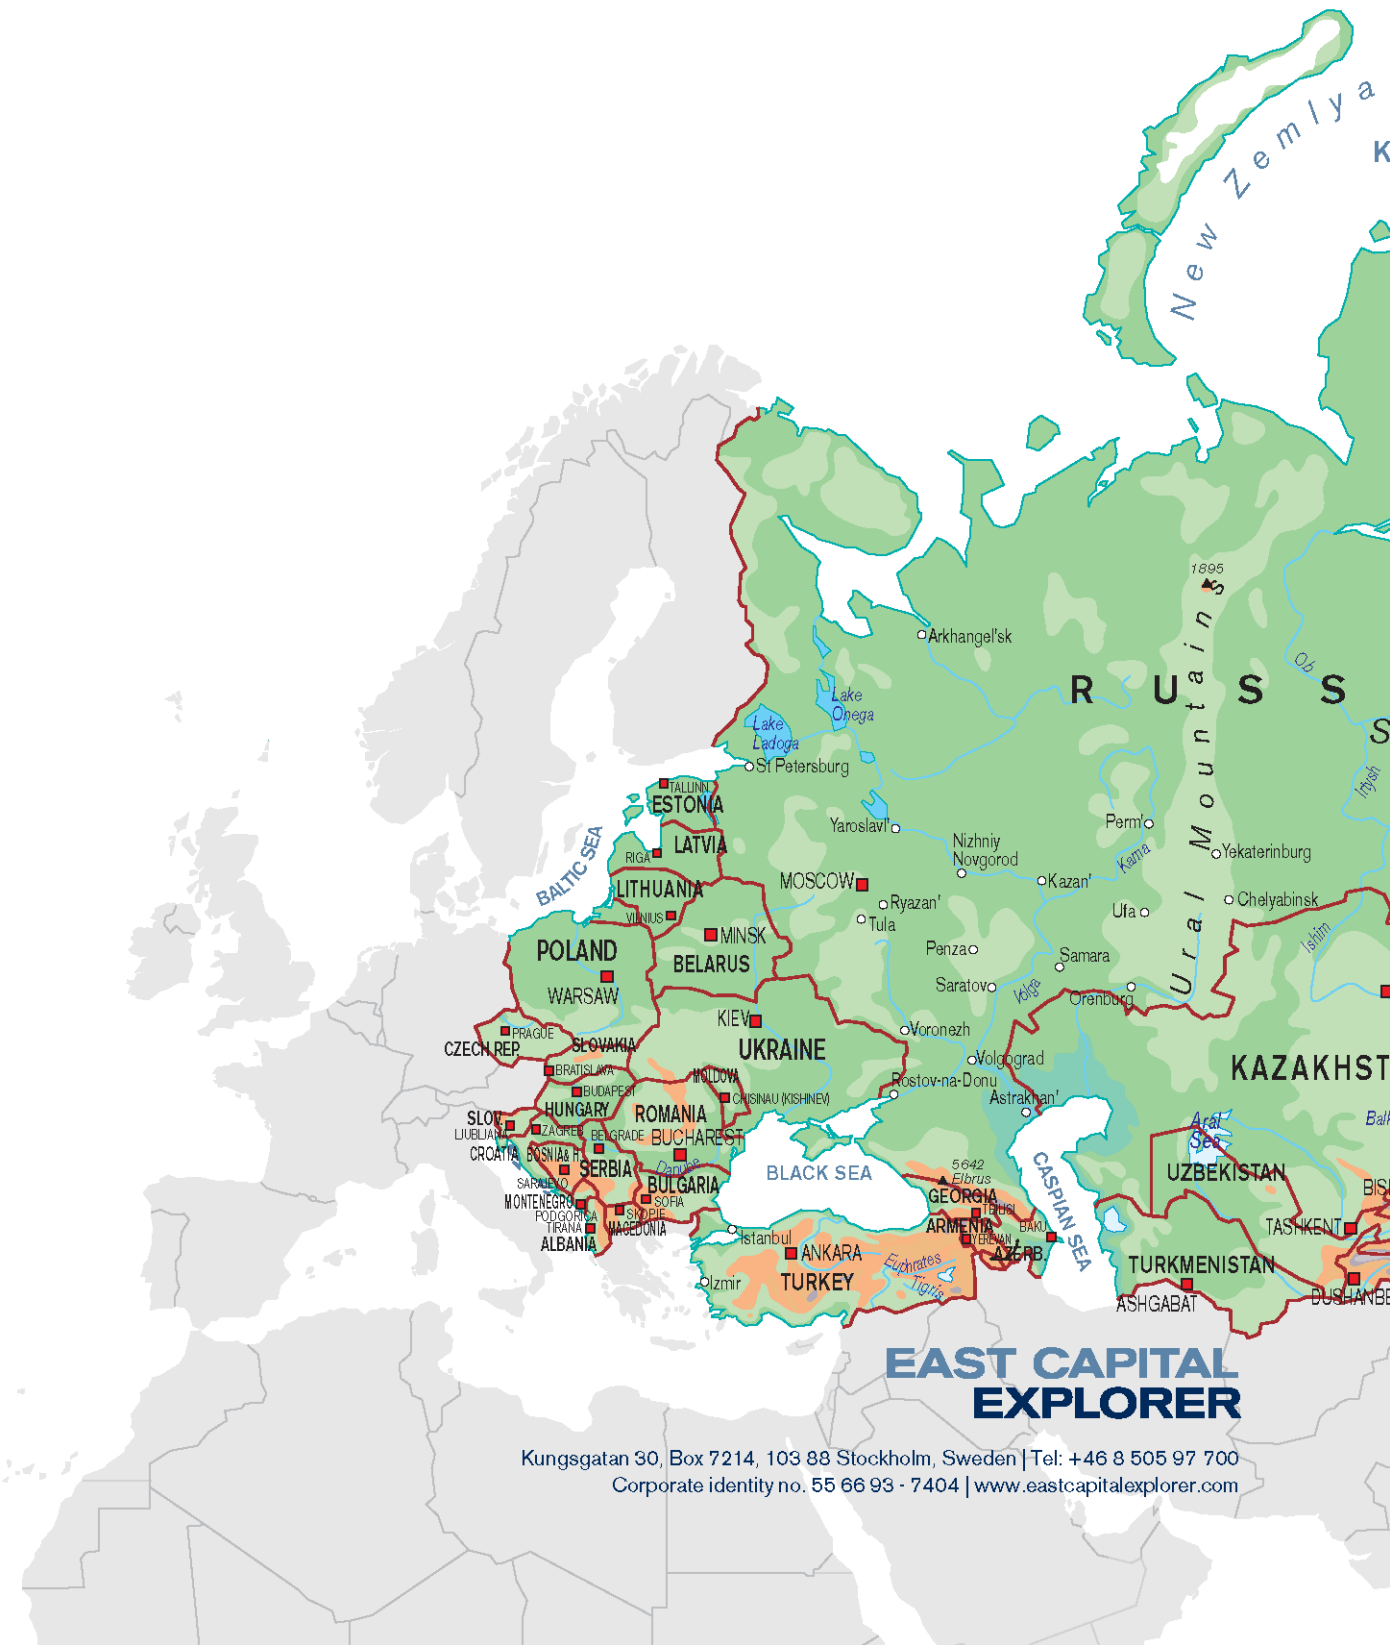 New Zemlya
K
1895
Ural Mountains
Arkhangel'sk
Ob
R U S S
S
Lake
Onega
Lake
Ladoga
St Petersburg
Irtysh
TALLINN
ESTONIA
Yaroslavl'
Perm'
Nizhniy
Novgorod
Kama
Yekaterinburg
BALTIC SEA
RIGA
LATVIA
MOSCOW
Kazan'
LITHUANIA
Ryazan'
Chelyabinsk
VILNIUS
Tula
Ufa
MINSK
Ishim
POLAND
BELARUS
Penza
Samara
WARSAW
Saratov
Volga
Orenburg
KIEV
Voronezh
PRAGUE
CZECH REP.
SLOVAKIA
UKRAINE
Volgograd
KAZAKHST
BRATISLAVA
MOLDOVA
Rostov-na-Donu
BUDAPEST
CHISINAU (KISHINEV)
Astrakhan'
HUNGARY
ROMANIA
SLOV.
LJUBLJANA
ZAGREB
BELGRADE
BUCHAREST
Aral
Sea
Balk
CROATIA
BOSNIA & H.
SERBIA
Danube
BLACK SEA
5642
Elbrus
CASPIAN SEA
UZBEKISTAN
SARAJEVO
BULGARIA
BISH
MONTENEGRO
SOFIA
GEORGIA
PODGORICA
SKOPJE
TBILISI
TIRANA
MACEDONIA
ARMENIA
BAKU
TASHKENT
ALBANIA
Istanbul
YEREVAN
ANKARA
AZERB.
Euphrates
TURKMENISTAN
Izmir
TURKEY
Tigris
ASHGABAT
DUSHANBE
EAST CAPITAL
EXPLORER
Kungsgatan 30, Box 7214, 103 88 Stockholm, Sweden | Tel: +46 8 505 97 700
Corporate identity no. 55 66 93 - 7404 | www.eastcapitalexplorer.com